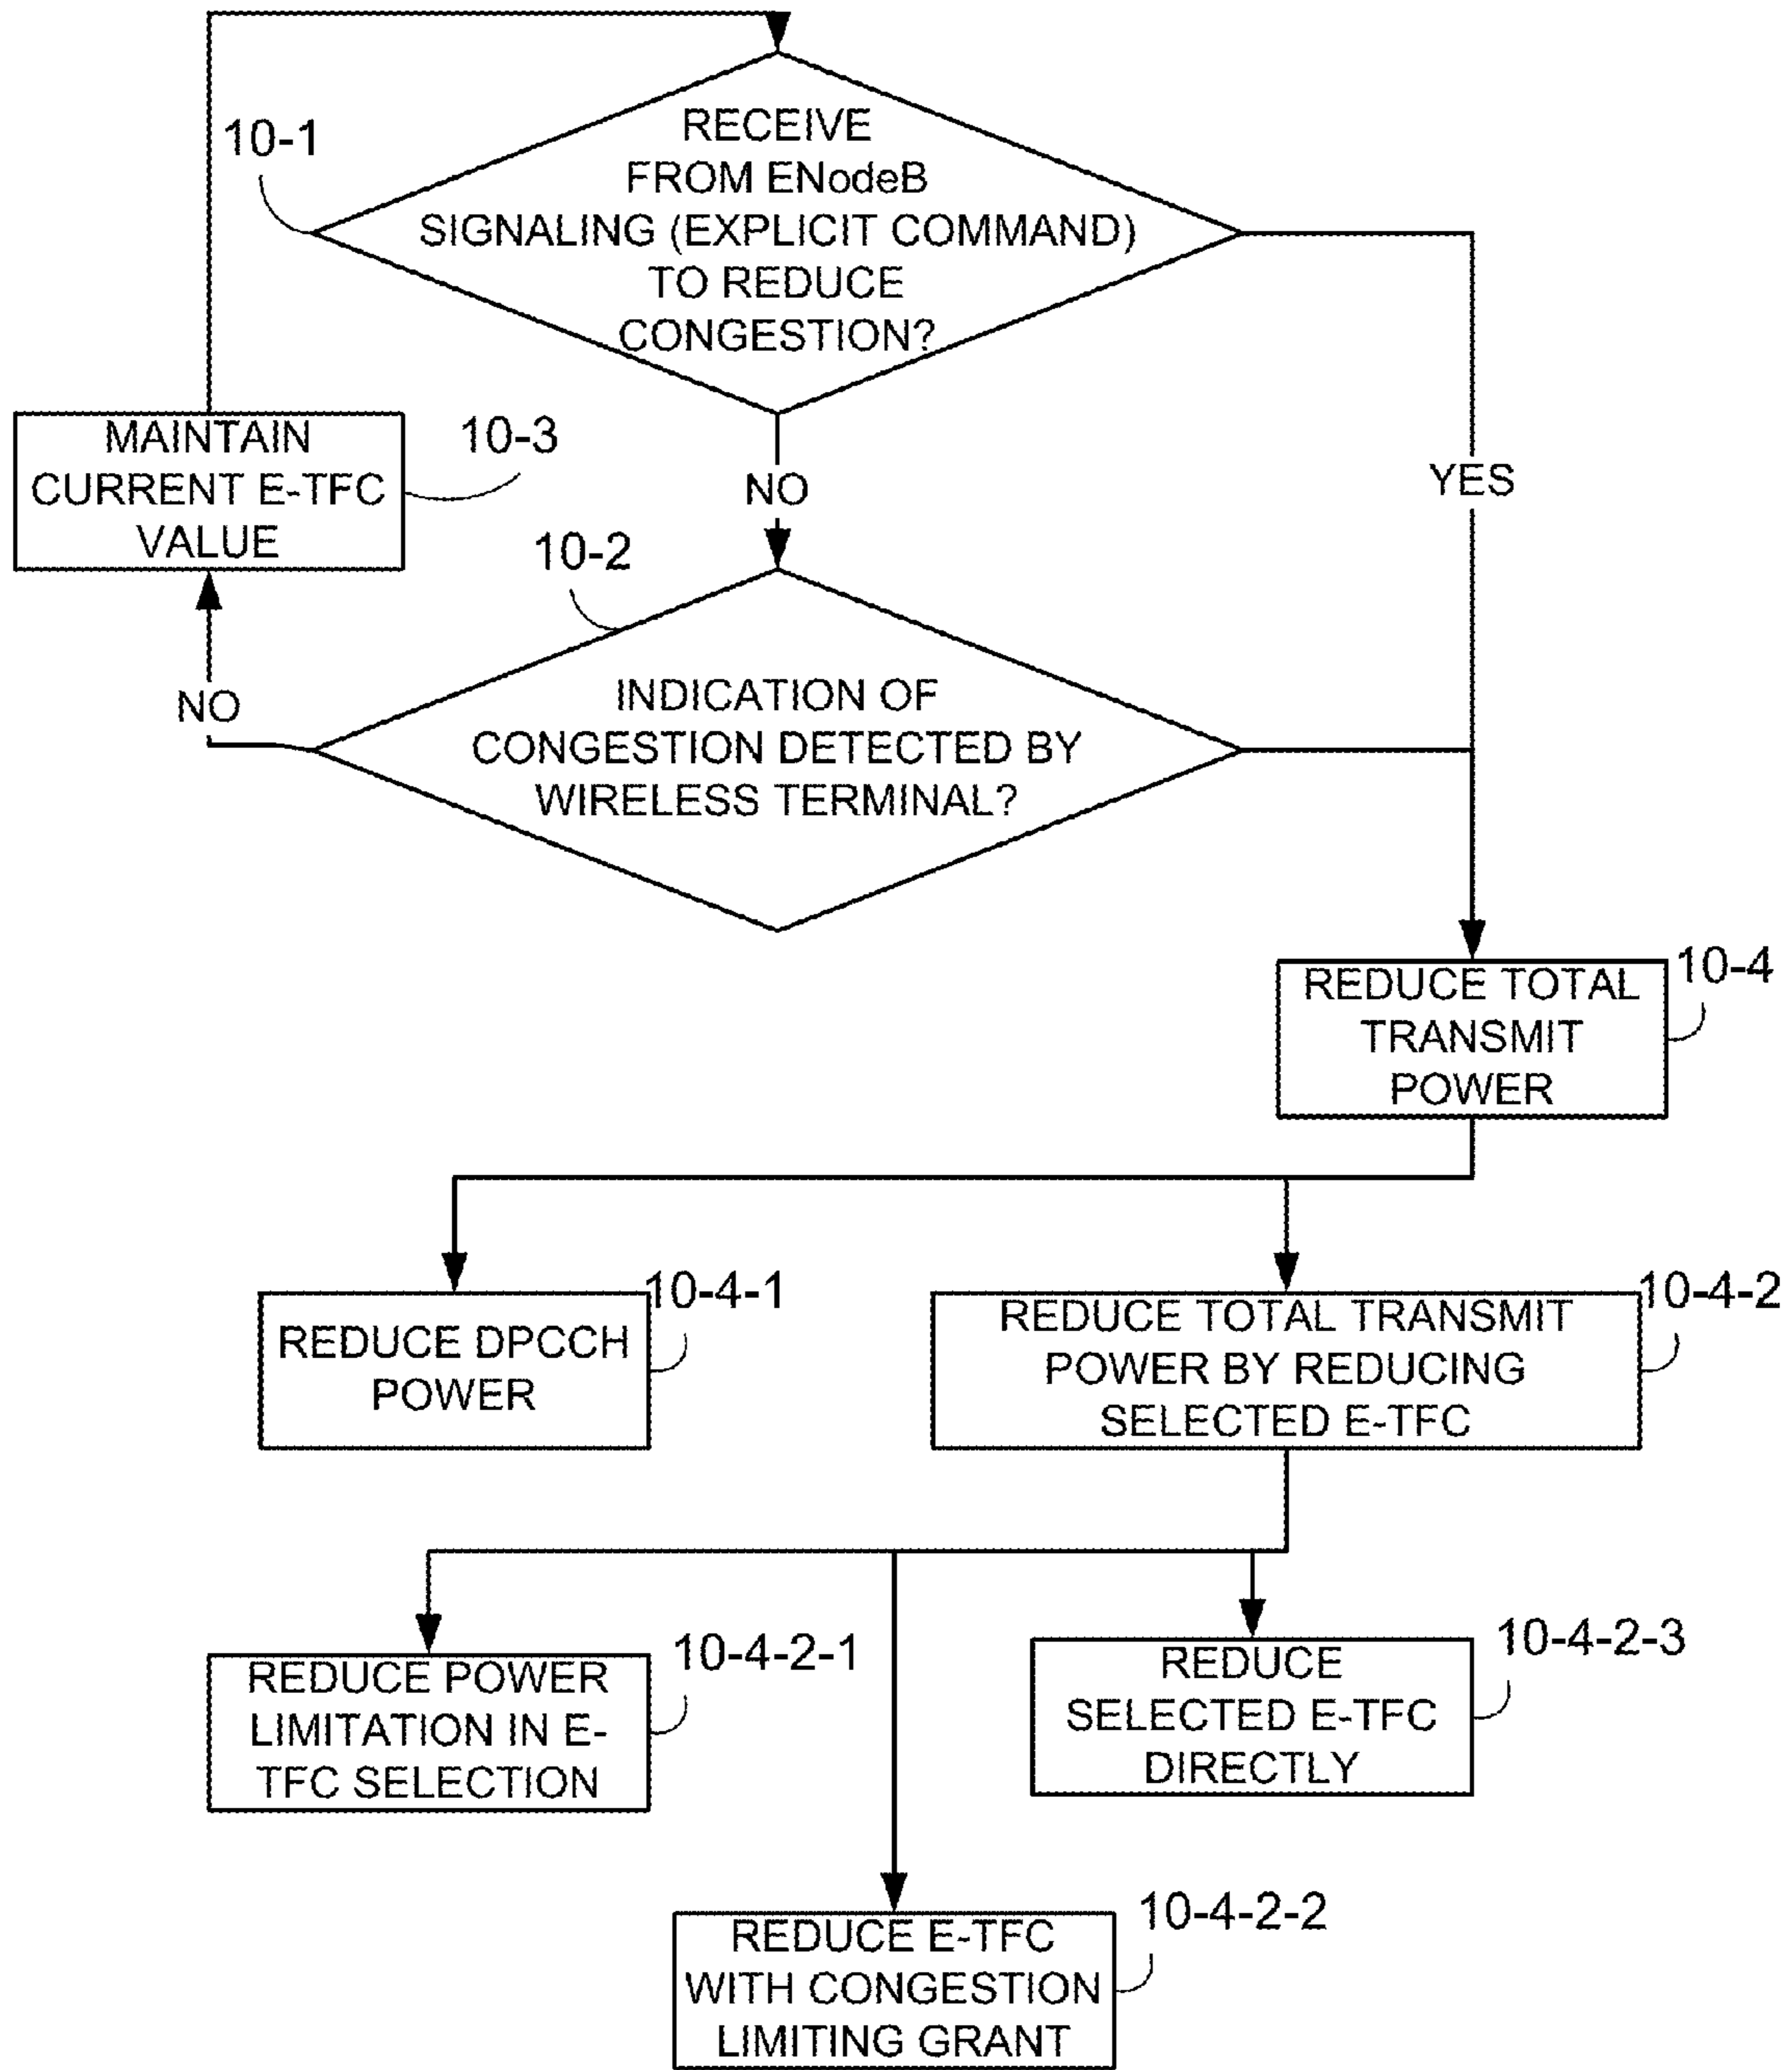 10-1
RECEIVE
FROM ENodeB
SIGNALING (EXPLICIT COMMAND)
TO REDUCE
CONGESTION?
MAINTAIN
CURRENT E-TFC
VALUE
10-3
NO
YES
10-2
NO
INDICATION OF
CONGESTION DETECTED BY
WIRELESS TERMINAL?
REDUCE TOTAL
TRANSMIT
POWER
10-4
REDUCE DPCCH
POWER
10-4-1
REDUCE TOTAL TRANSMIT
POWER BY REDUCING
SELECTED E-TFC
10-4-2
REDUCE POWER
LIMITATION IN E-
TFC SELECTION
10-4-2-1
REDUCE
SELECTED E-TFC
DIRECTLY
10-4-2-3
REDUCE E-TFC
WITH CONGESTION
LIMITING GRANT
10-4-2-2